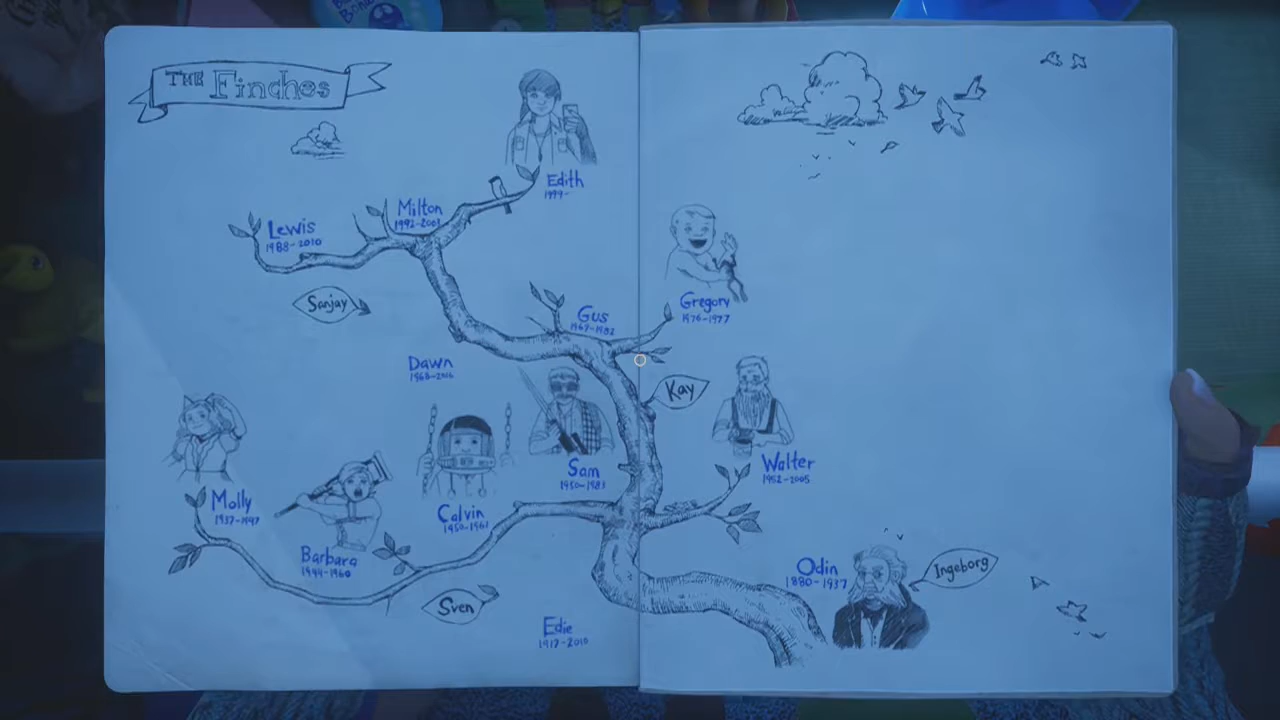 THE Finches
Edith
1999-
Milton
1992-2003
Lewis
1988-2010
Sanjay
Gregory
1976-1977
Gus
1969-1982
Dawn
1968-2016
Kay
Walter
1952-2005
Sam
1950-1983
Calvin
1950-1961
Molly
1937-1947
Barbara
1944-1960
Sven
Odin
1880-1937
Ingeborg
Edie
1917-2010